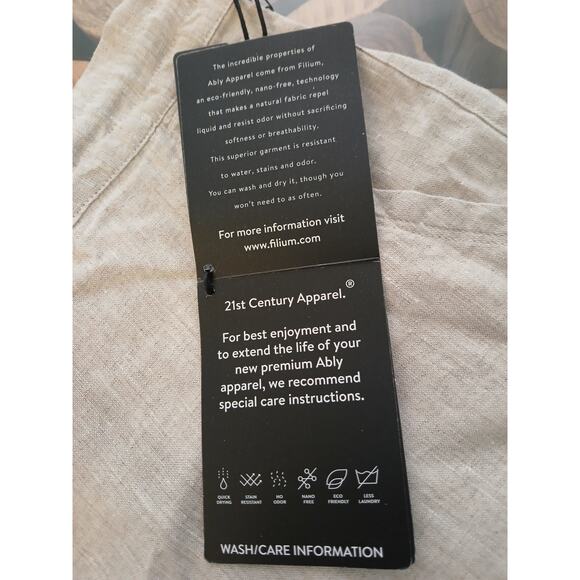 The incredible properties of
Ably Apparel come from Filium,
an eco-friendly, nano-free, technology
that makes a natural fabric repel
liquid and resist odor without sacrificing
softness or breathability.
This superior garment is resistant
to water, stains and odor.
You can wash and dry it, though you
won't need to as often.
For more information visit
www.filium.com
21st Century Apparel.®
For best enjoyment and
to extend the life of your
new premium Ably
apparel, we recommend
special care instructions.
QUICK DRYING
STAIN RESISTANT
NO ODOR
NANO FREE
ECO FRIENDLY
LESS LAUNDRY
WASH/CARE INFORMATION